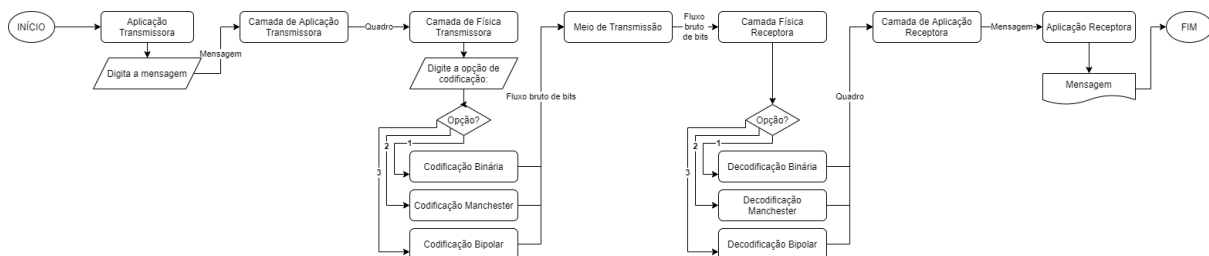 INÍCIO
Aplicação
Transmissora
Digita a mensagem
Mensagem
Camada de Aplicação
Transmissora
Quadro
Camada de Física
Transmissora
Digite a opção de
codificação:
Opção?
1
2
3
Codificação Binária
Codificação Manchester
Codificação Bipolar
Fluxo bruto de bits
Meio de Transmissão
Fluxo
bruto
de bits
Camada Física
Receptora
Opção?
1
2
3
Decodificação Binária
Decodificação
Manchester
Decodificação Bipolar
Quadro
Camada de Aplicação
Receptora
Mensagem
Aplicação Receptora
Mensagem
FIM